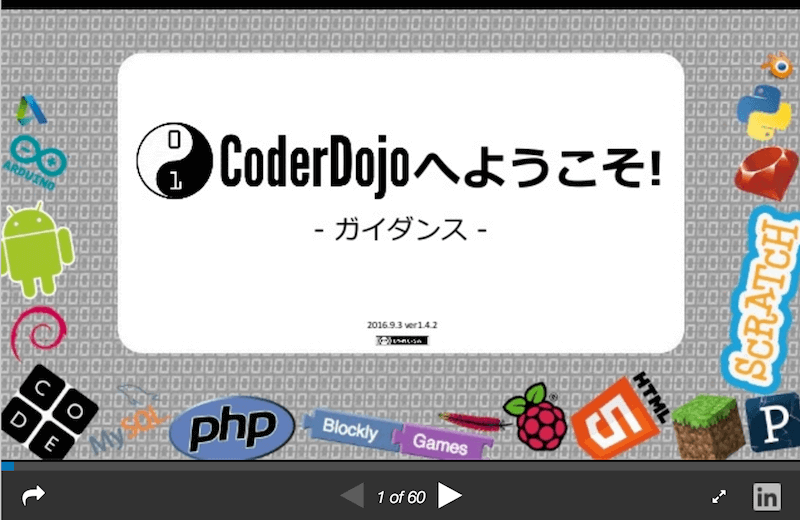 0
1
CoderDojoへようこそ!
- ガイダンス -
2016.9.3 ver1.4.2
ARDUINO
SCRATCH
CODE
MySQL
php
Blockly
Games
HTML
5
P
1 of 60
in